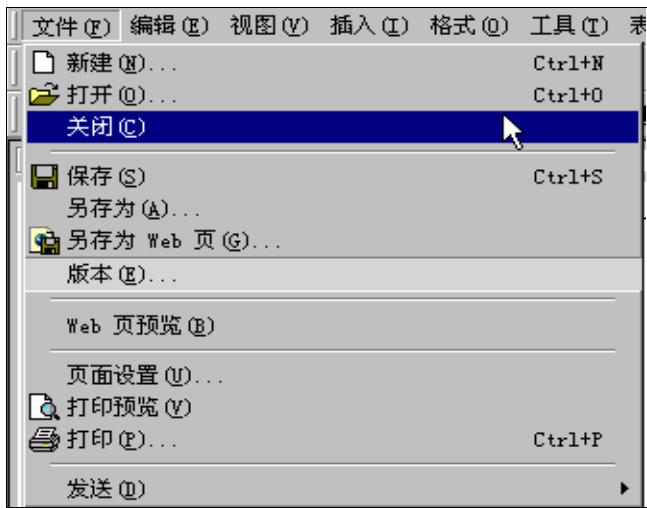 文件(F) 编辑(E) 视图(V) 插入(I) 格式(O) 工具(T) 表
新建(N)... Ctrl+N
打开(O)... Ctrl+O
关闭(C)
保存(S) Ctrl+S
另存为(A)...
另存为 Web 页(G)...
版本(E)...
Web 页预览(B)
页面设置(U)...
打印预览(V)
打印(P)... Ctrl+P
发送(D)